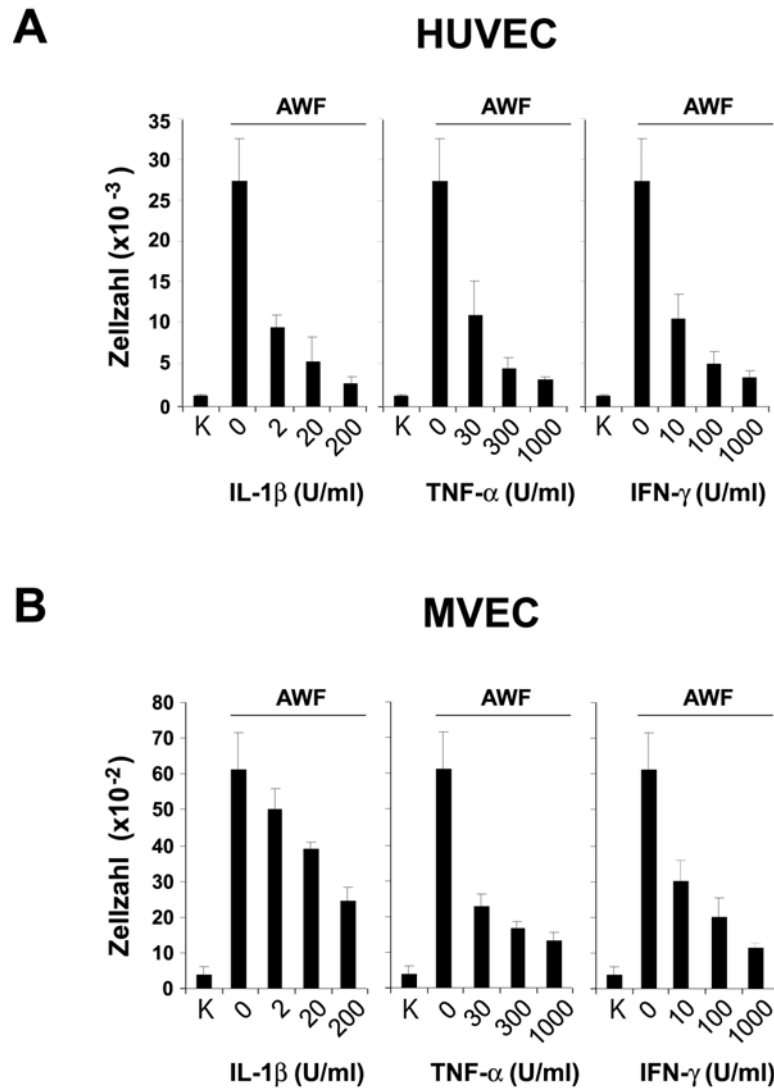 A
HUVEC
AWF AWF AWF
Zellzahl (x10 -3)
35
30
25
20
15
10
5
0
K 0 2 20 200 K 0 30 300 1000 K 0 10 100 1000
IL-1β (U/ml) TNF-α (U/ml) IFN-γ (U/ml)
B
MVEC
AWF AWF AWF
Zellzahl (x10 -2)
80
70
60
50
40
30
20
10
0
K 0 2 20 200 K 0 30 300 1000 K 0 10 100 1000
IL-1β (U/ml) TNF-α (U/ml) IFN-γ (U/ml)